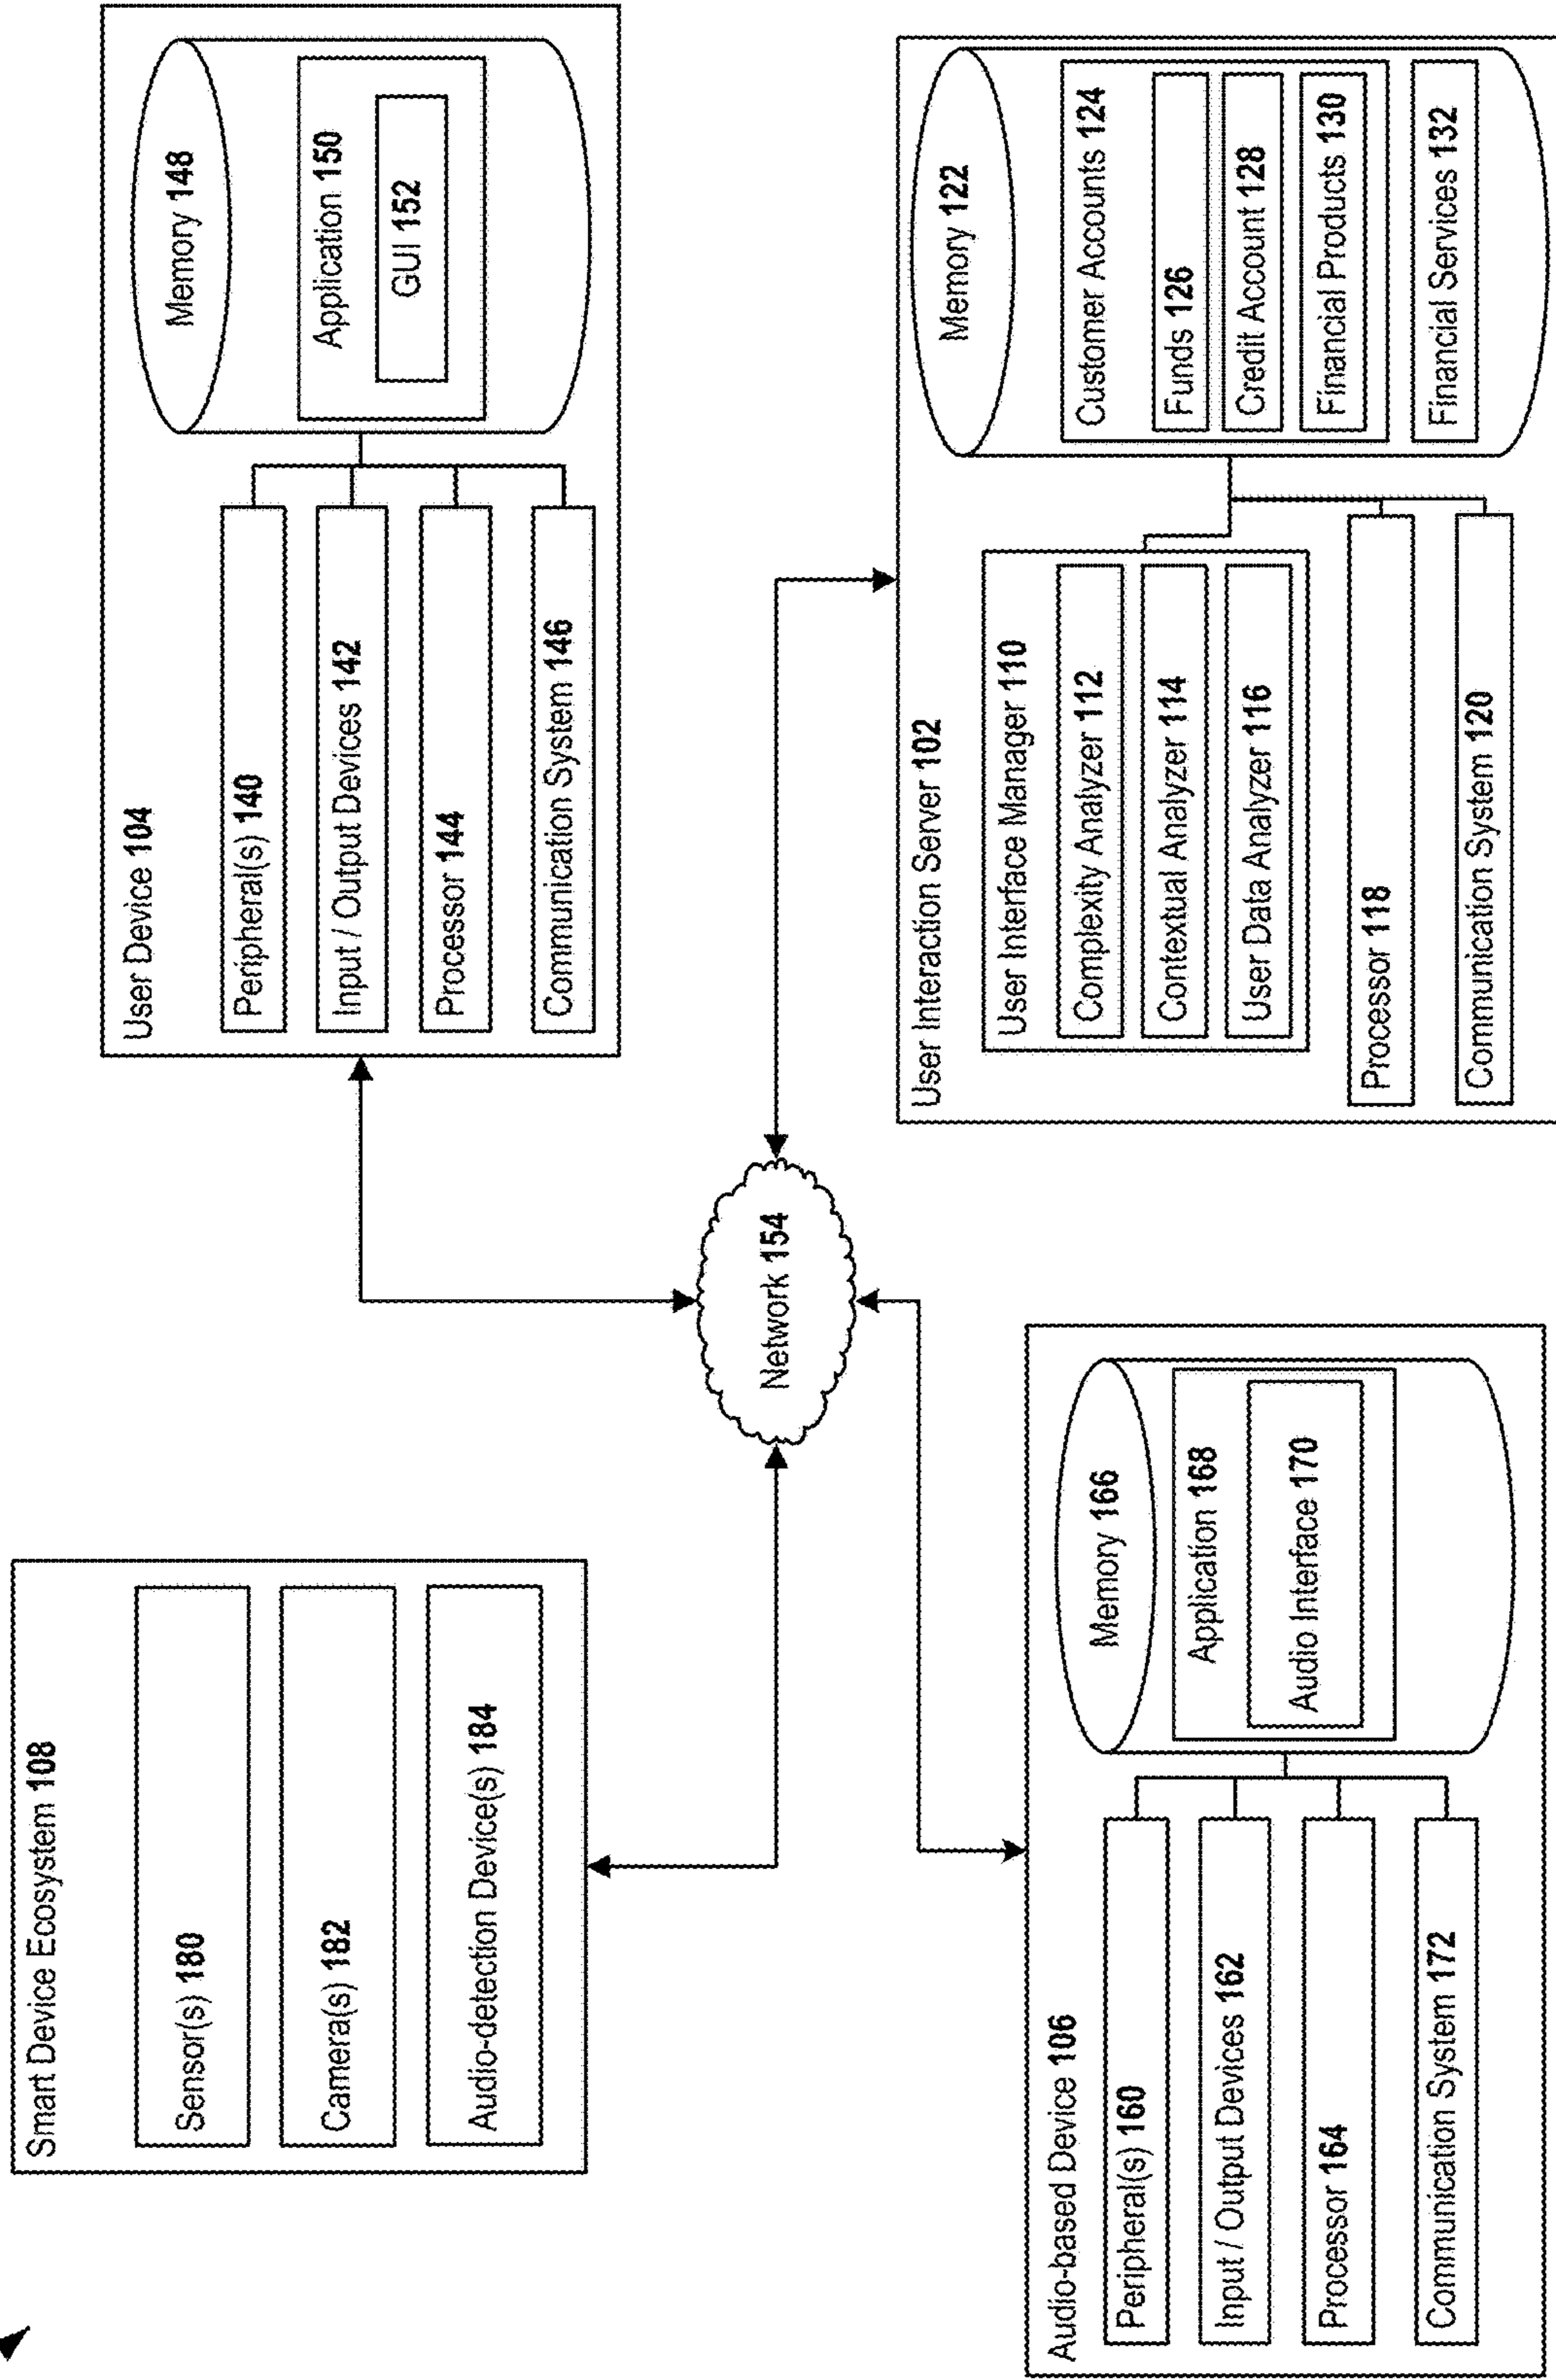 Smart Device Ecosystem 108
Sensor(s) 180
Camera(s) 182
Audio-detection Device(s) 184
User Device 104
Peripheral(s) 140
Input / Output Devices 142
Processor 144
Communication System 146
Memory 148
Application 150
GUI 152
Network 154
Audio-based Device 106
Peripheral(s) 160
Input / Output Devices 162
Processor 164
Communication System 172
Memory 166
Application 168
Audio Interface 170
User Interaction Server 102
User Interface Manager 110
Complexity Analyzer 112
Contextual Analyzer 114
User Data Analyzer 116
Processor 118
Communication System 120
Memory 122
Customer Accounts 124
Funds 126
Credit Account 128
Financial Products 130
Financial Services 132